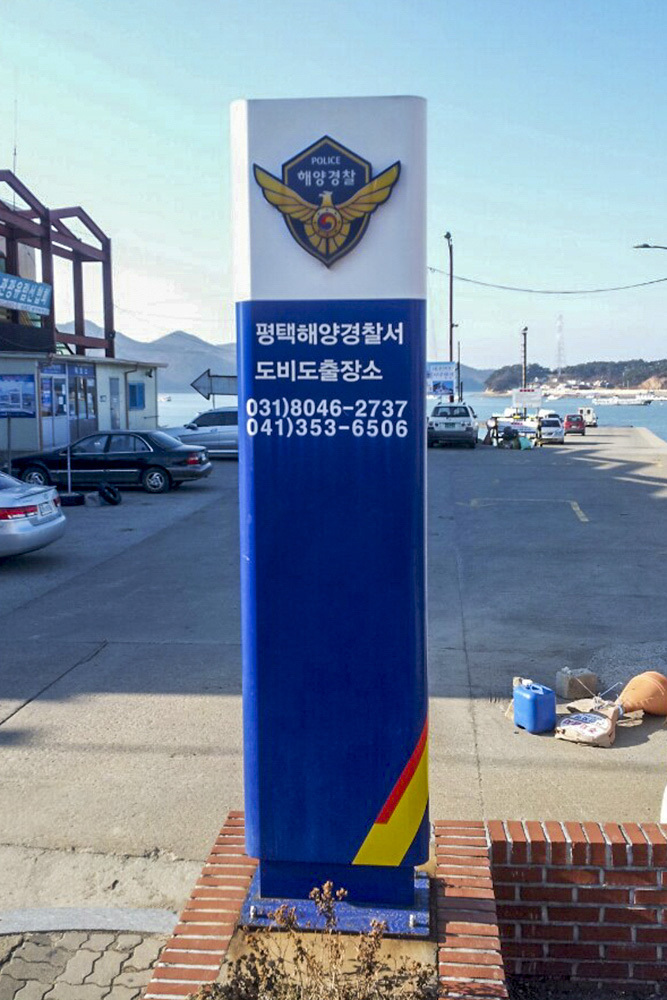 POLICE
해양경찰
평택해양경찰서
도비도출장소
031)8046-2737
041)353-6506